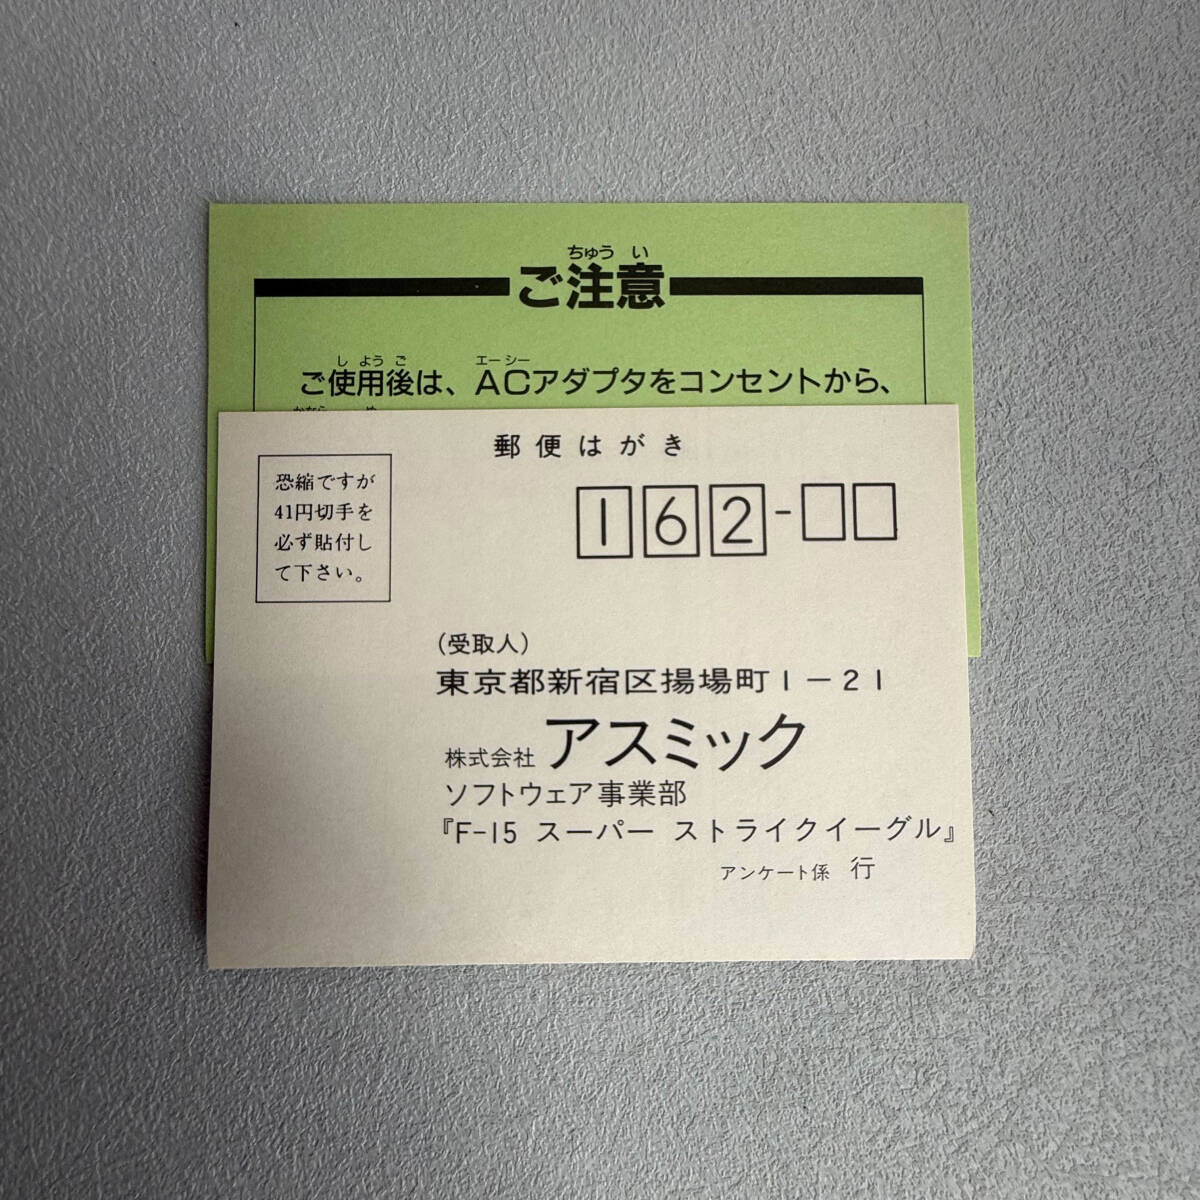 ちゅう い
ご注意
し よう ご エーシー
ご使用後は、ACアダプタをコンセントから、
かなら め
郵便はがき
恐縮ですが
41円切手を
必ず貼付し
て下さい。
162-
(受取人)
東京都新宿区揚場町1-21
株式会社 アスミック
ソフトウェア事業部
『F-15 スーパー ストライクイーグル』
アンケート係 行